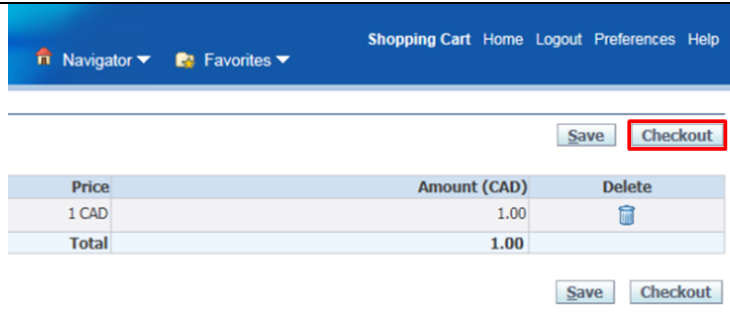 Shopping Cart Home Logout Preferences Help
Navigator Favorites
Save Checkout
Price Amount (CAD) Delete
1 CAD 1.00
Total 1.00
Save Checkout